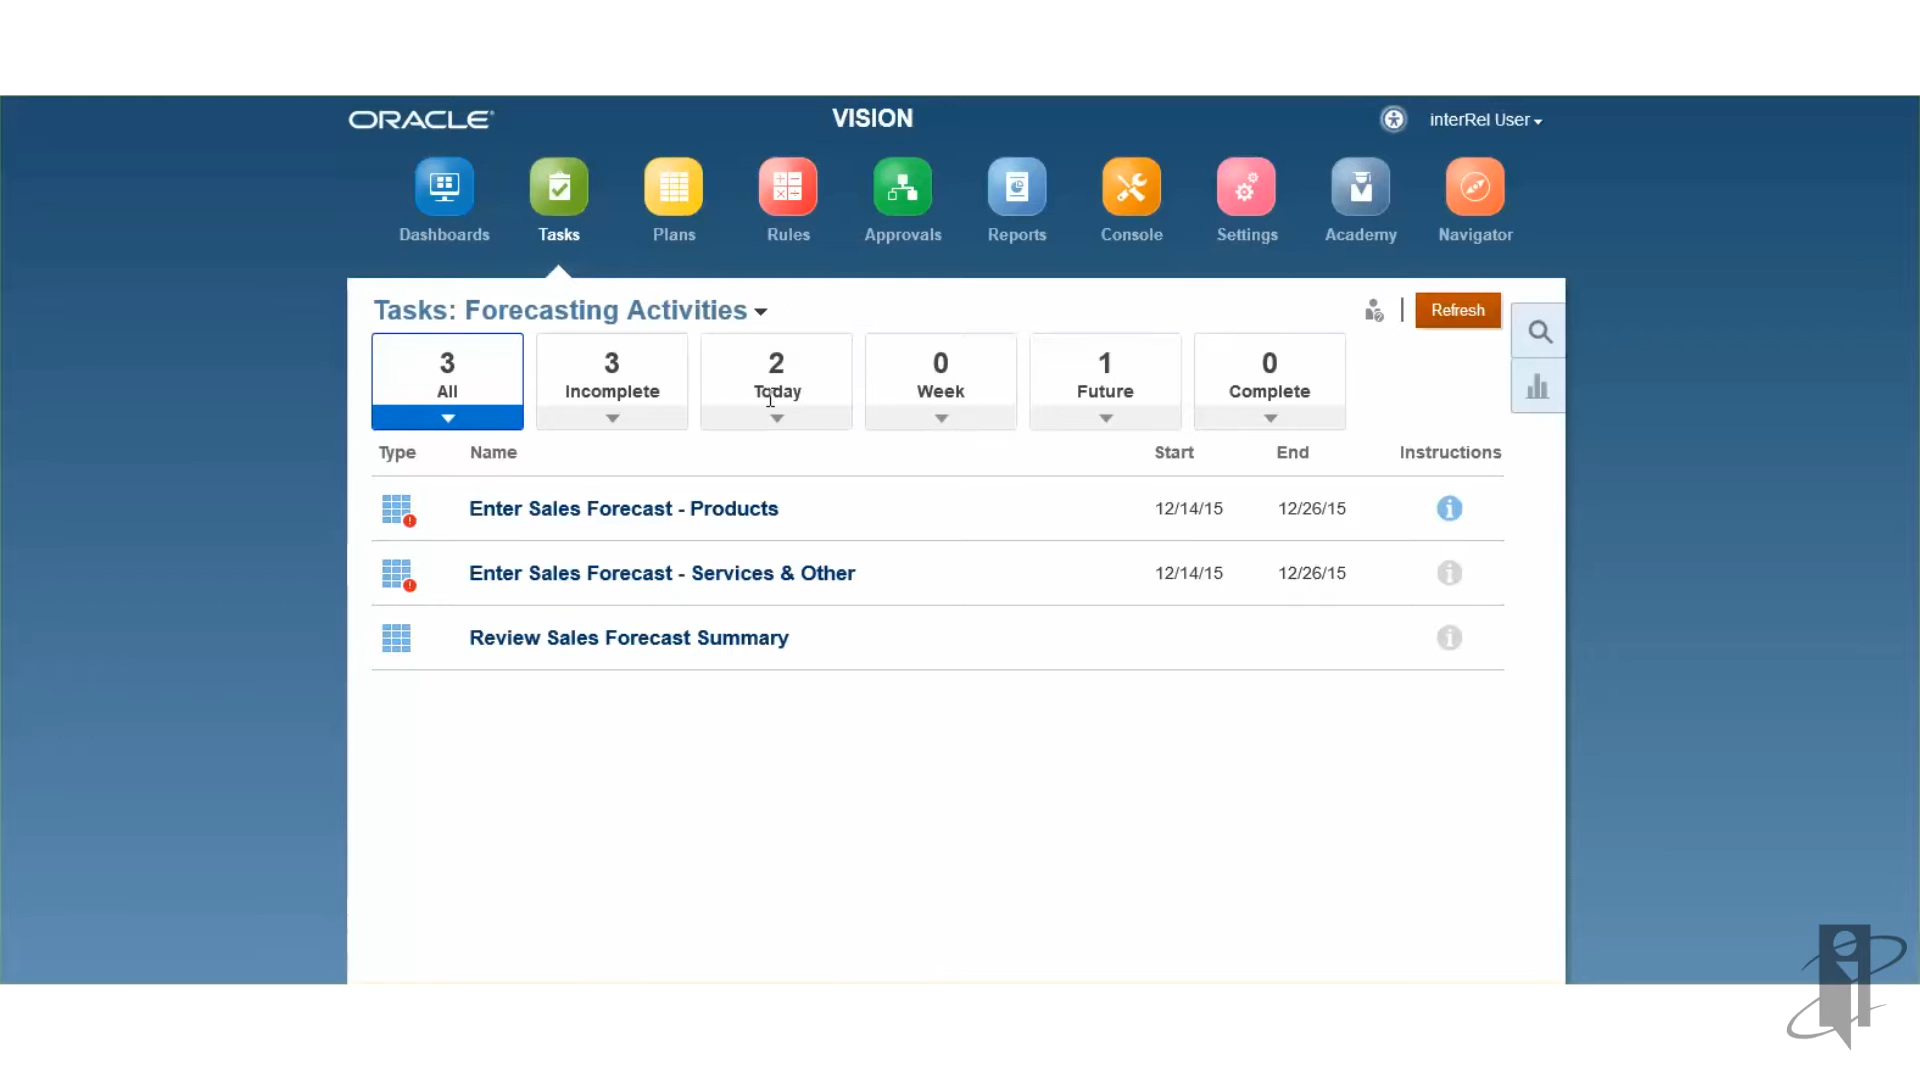 ORACLE
VISION
interRel User
Dashboards
Tasks
Plans
Rules
Approvals
Reports
Console
Settings
Academy
Navigator
Tasks: Forecasting Activities
Refresh
3
All
3
Incomplete
2
Today
0
Week
1
Future
0
Complete
Type Name Start End Instructions
Enter Sales Forecast - Products 12/14/15 12/26/15
Enter Sales Forecast - Services & Other 12/14/15 12/26/15
Review Sales Forecast Summary